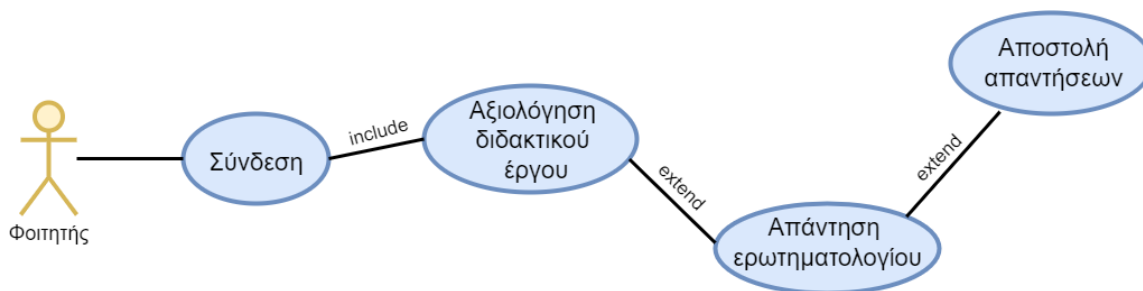 Φοιτητής
Σύνδεση
include
Αξιολόγηση
διδακτικού
έργου
extend
Απάντηση
ερωτηματολογίου
extend
Αποστολή
απαντήσεων